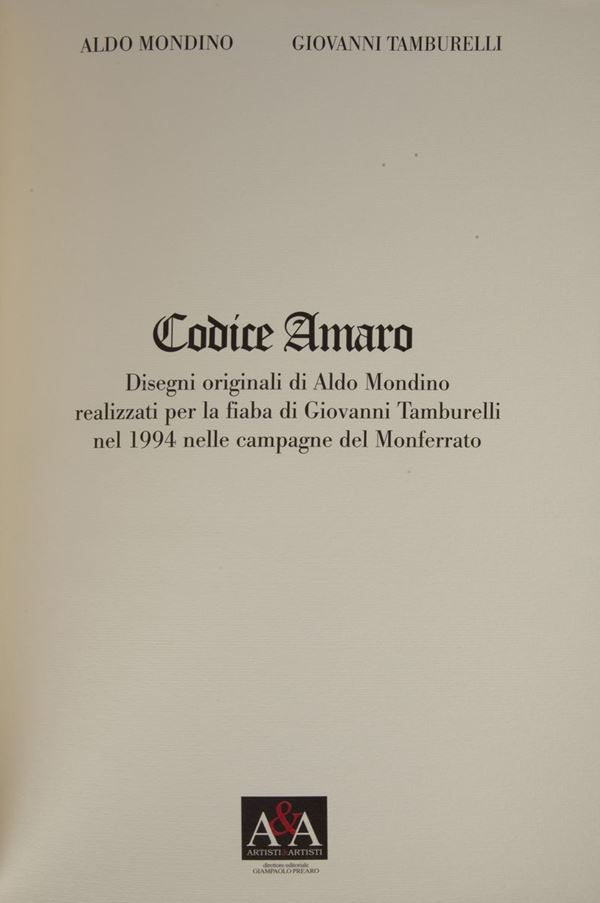 ALDO MONDINO GIOVANNI TAMBURELLI
Codice Amaro
Disegni originali di Aldo Mondino
realizzati per la fiaba di Giovanni Tamburelli
nel 1994 nelle campagne del Monferrato
A&A
ARTISTI&ARTISTI
direttore editoriale
GIAMPAOLO PREARO